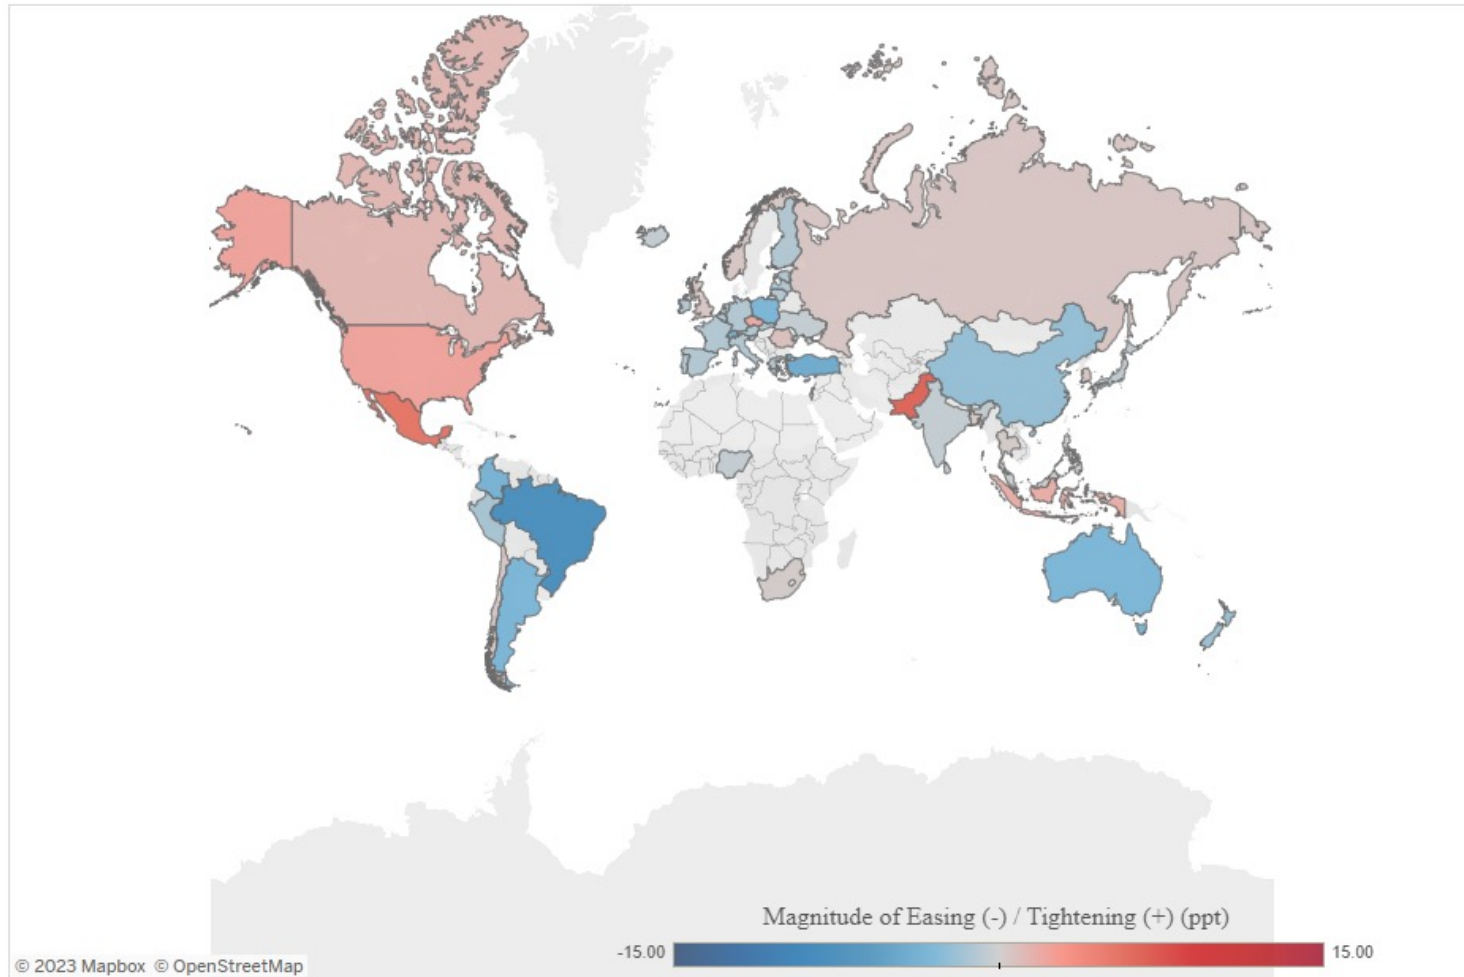 Magnitude of Easing (-) / Tightening (+) (ppt)
-15.00 15.00
© 2023 Mapbox © OpenStreetMap